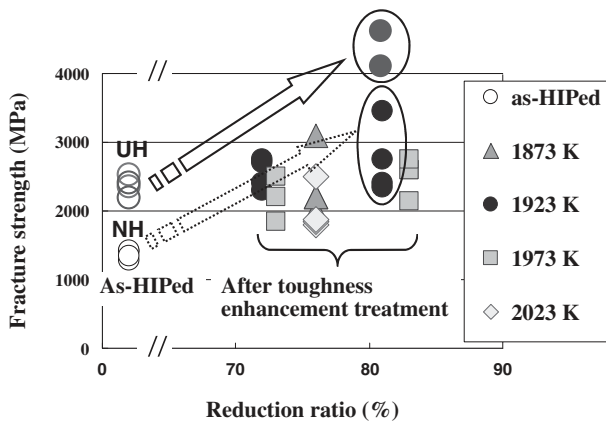 Fracture strength (MPa)
4000
3000
2000
1000
0
//
UH
NH
As-HIPed
After toughness
enhancement treatment
as-HIPed
1873 K
1923 K
1973 K
2023 K
//
0
70
80
90
Reduction ratio (%)